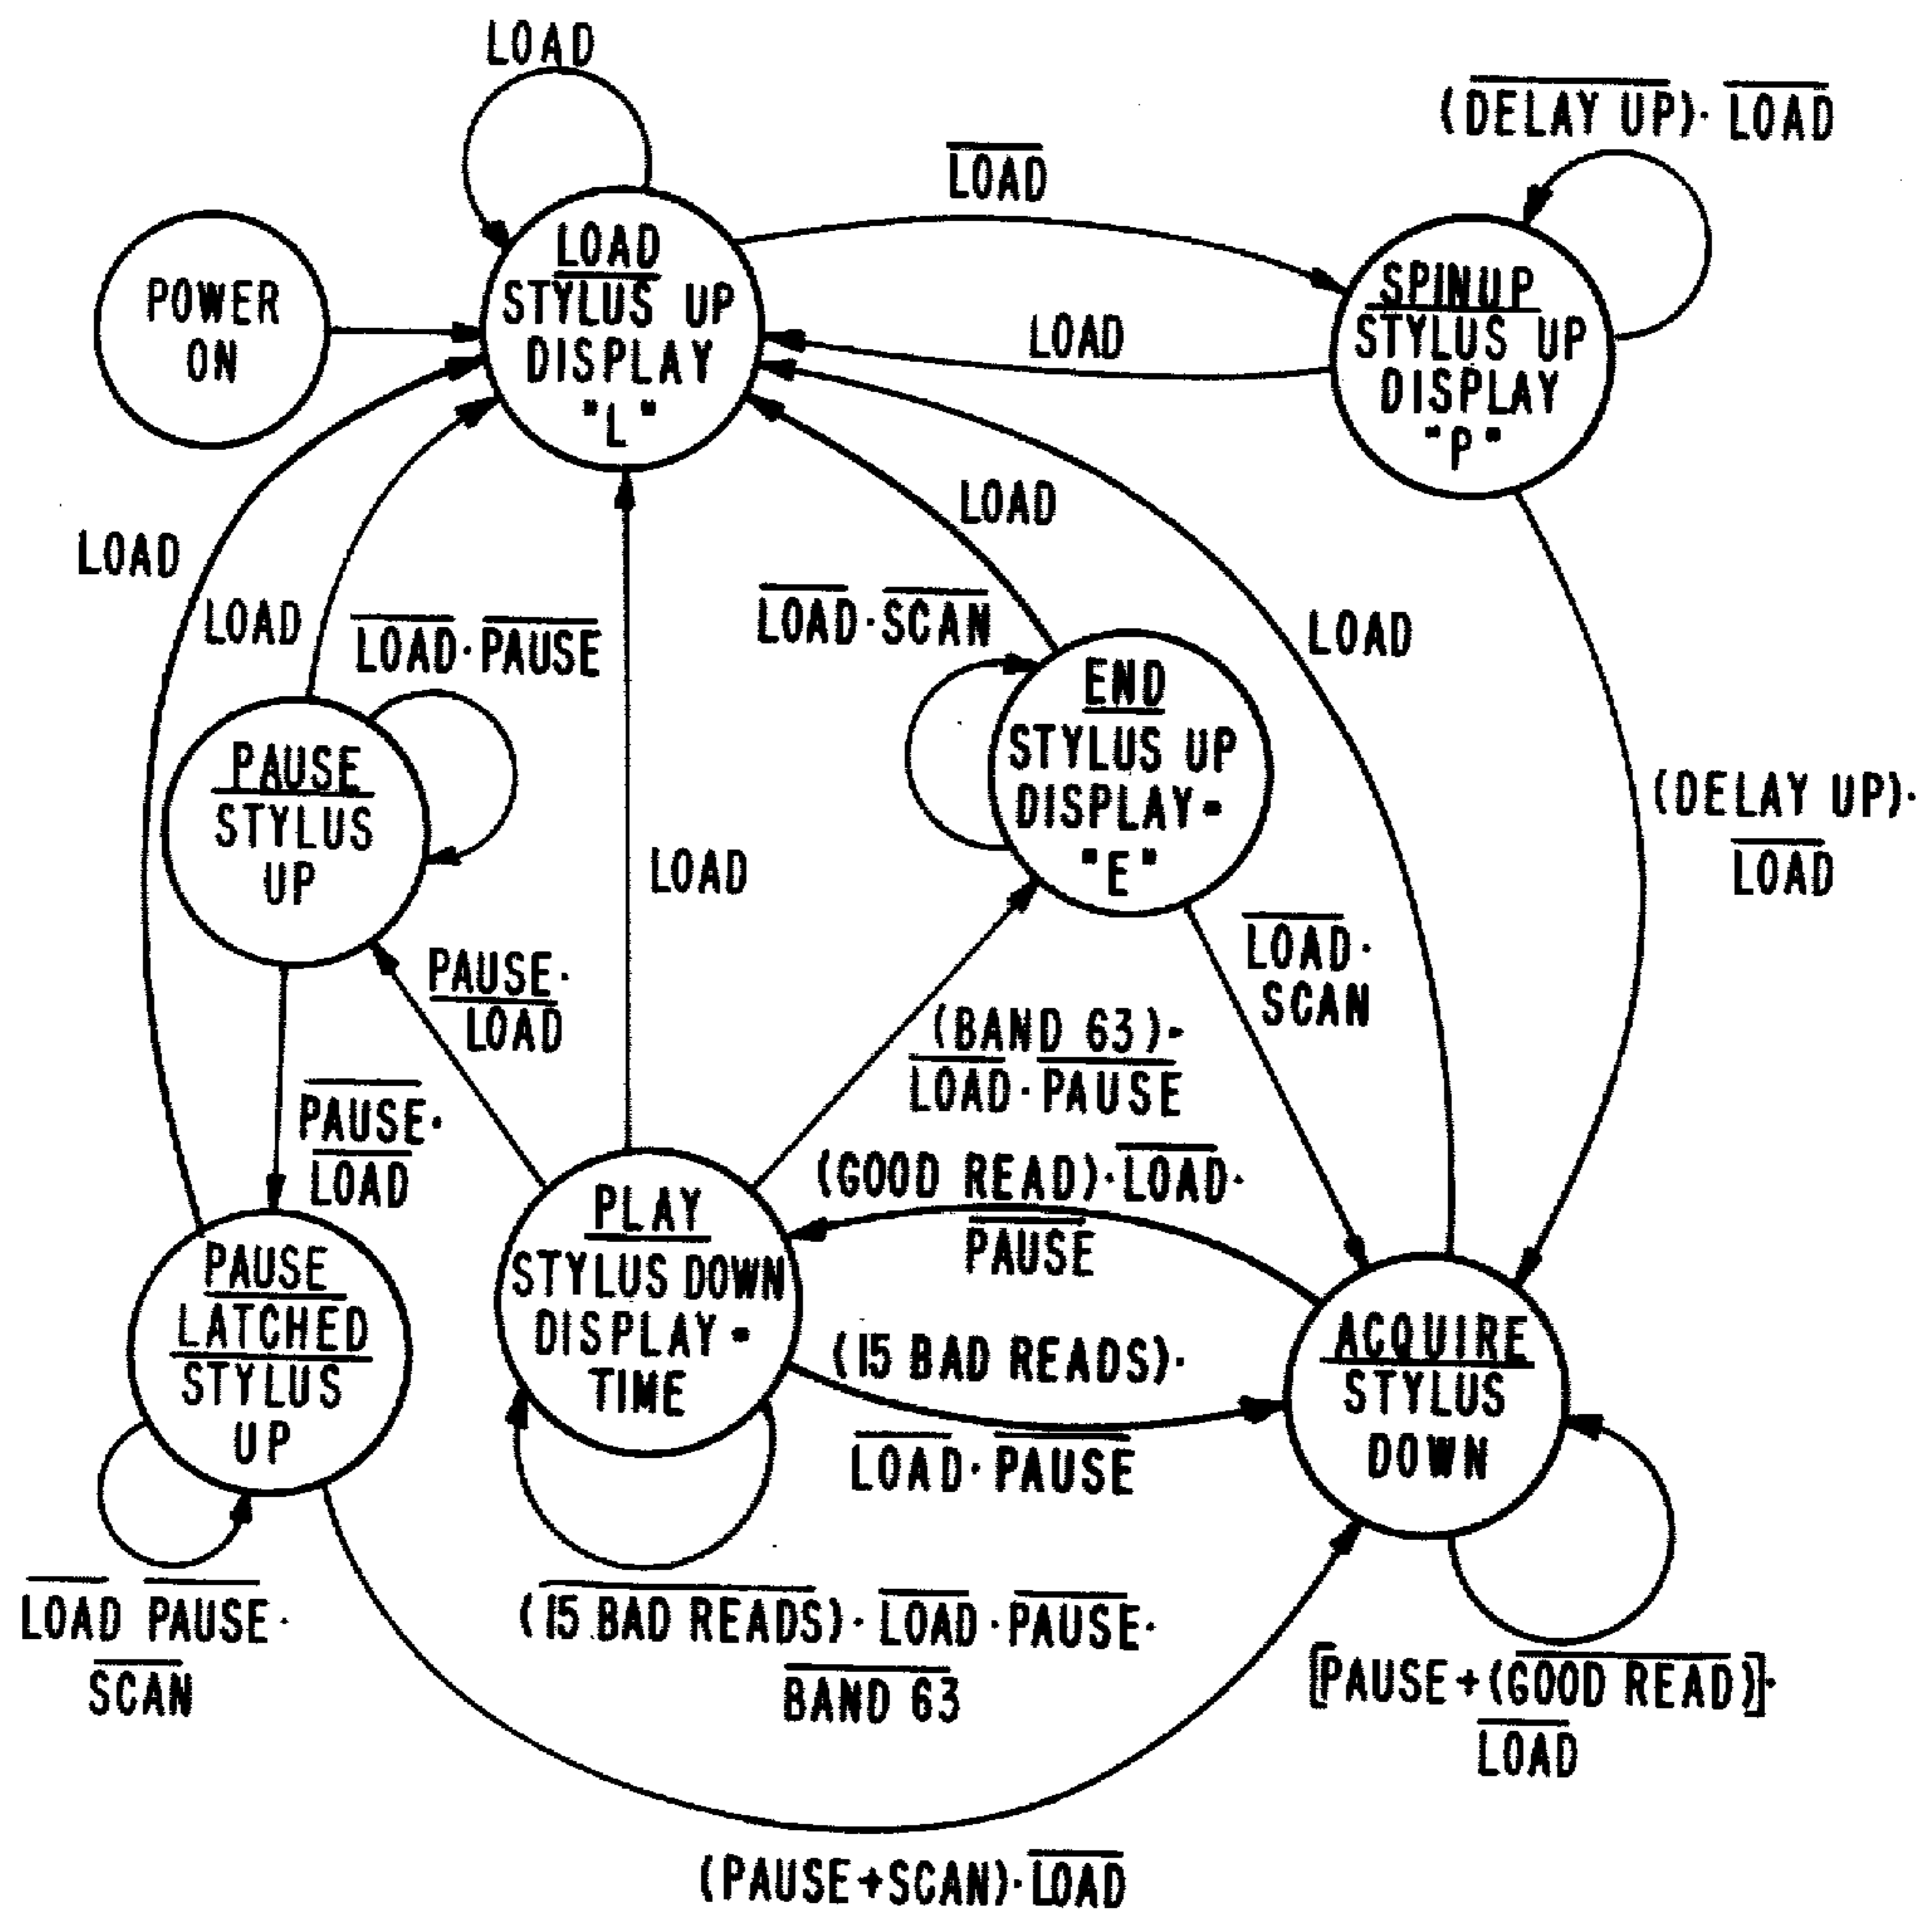 LOAD
(DELAY UP)· LOAD
LOAD
POWER
ON
LOAD
STYLUS UP
DISPLAY
"L"
SPINUP
STYLUS UP
DISPLAY
"P"
LOAD
LOAD
LOAD
LOAD
LOAD·PAUSE
LOAD·SCAN
LOAD
PAUSE
STYLUS
UP
END
STYLUS UP
DISPLAY=
"E"
(DELAY UP)·
LOAD
LOAD
PAUSE·
LOAD
LOAD·
SCAN
(BAND 63)·
LOAD·PAUSE
PAUSE·
LOAD
(GOOD READ)·LOAD·
PAUSE
PAUSE
LATCHED
STYLUS
UP
PLAY
STYLUS DOWN
DISPLAY=
TIME
(15 BAD READS)·
LOAD·PAUSE
ACQUIRE
STYLUS
DOWN
LOAD PAUSE·
SCAN
(15 BAD READS)·LOAD·PAUSE·
BAND 63
[PAUSE+(GOOD READ)]·
LOAD
(PAUSE+SCAN)·LOAD